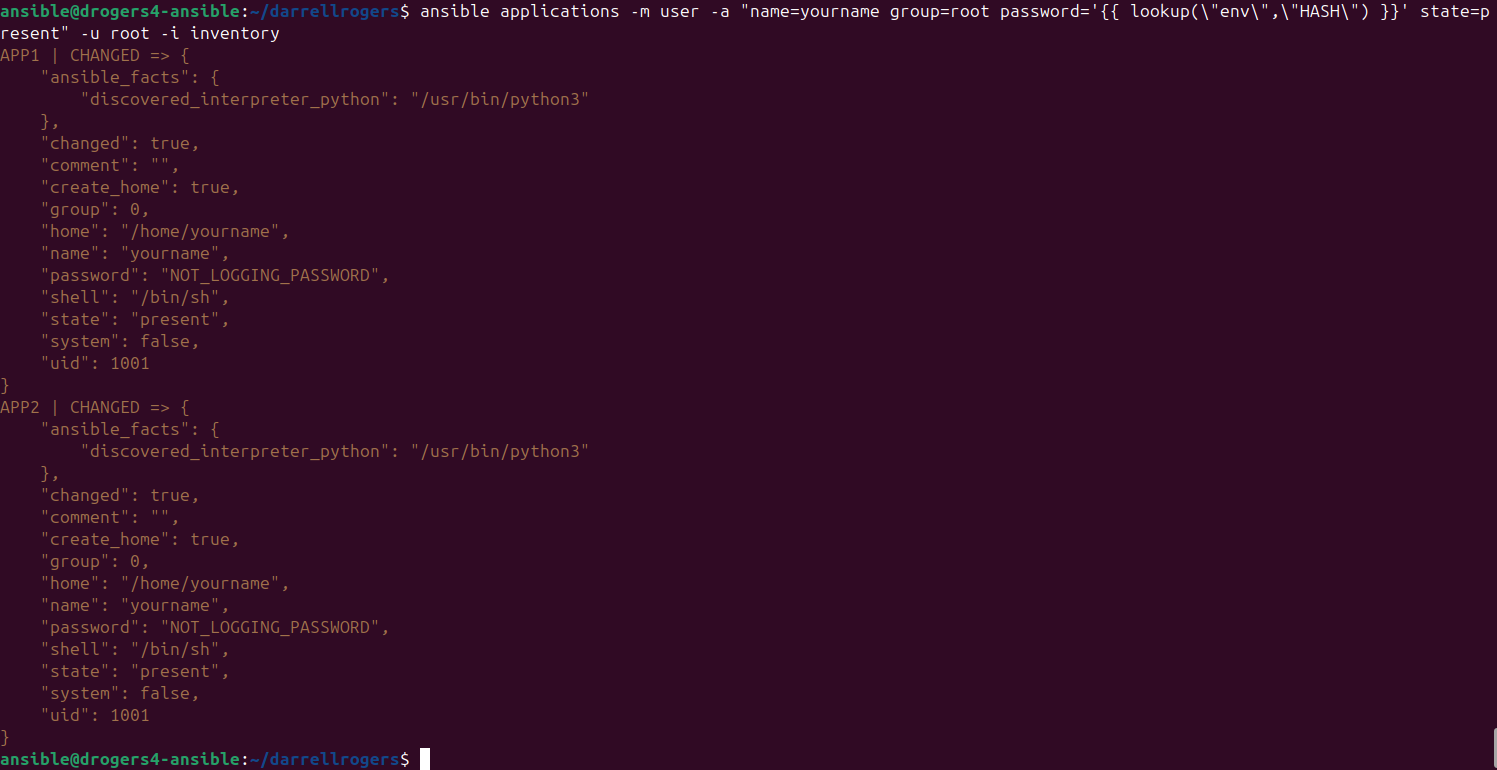 ansible@drogers4-ansible:~/darrellrogers$ ansible applications -m user -a "name=yourname group=root password='{{ lookup(\"env\",\"HASH\") }}' state=p
resent" -u root -i inventory
APP1 | CHANGED => {
    "ansible_facts": {
        "discovered_interpreter_python": "/usr/bin/python3"
    },
    "changed": true,
    "comment": "",
    "create_home": true,
    "group": 0,
    "home": "/home/yourname",
    "name": "yourname",
    "password": "NOT_LOGGING_PASSWORD",
    "shell": "/bin/sh",
    "state": "present",
    "system": false,
    "uid": 1001
}
APP2 | CHANGED => {
    "ansible_facts": {
        "discovered_interpreter_python": "/usr/bin/python3"
    },
    "changed": true,
    "comment": "",
    "create_home": true,
    "group": 0,
    "home": "/home/yourname",
    "name": "yourname",
    "password": "NOT_LOGGING_PASSWORD",
    "shell": "/bin/sh",
    "state": "present",
    "system": false,
    "uid": 1001
}
ansible@drogers4-ansible:~/darrellrogers$